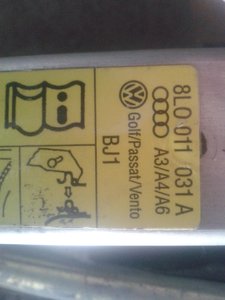 8L0 011 031 A
A3/A4/A6
Golf/Passat/Vento
BJ1